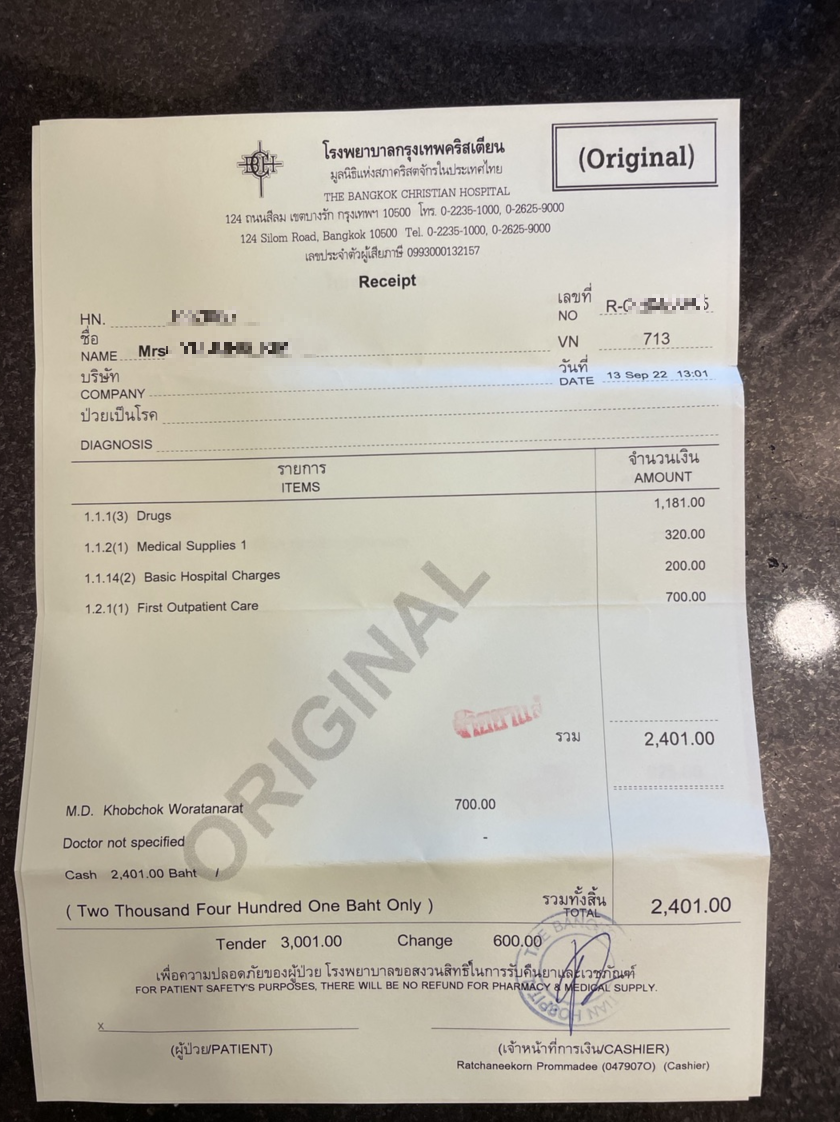 BCH
โรงพยาบาลกรุงเทพคริสเตียน
มูลนิธิแห่งสภาคริสตจักรในประเทศไทย
THE BANGKOK CHRISTIAN HOSPITAL
124 ถนนสีลม เขตบางรัก กรุงเทพฯ 10500 โทร. 0-2235-1000, 0-2625-9000
124 Silom Road, Bangkok 10500 Tel. 0-2235-1000, 0-2625-9000
เลขประจำตัวผู้เสียภาษี 0993000132157
(Original)
Receipt
HN.
เลขที่
NO R-
ชื่อ
NAME Mrs
VN 713
บริษัท
COMPANY
วันที่
DATE 13 Sep 22 13:01
ป่วยเป็นโรค
DIAGNOSIS
รายการ จำนวนเงิน
ITEMS AMOUNT
1.1.1(3) Drugs 1,181.00
1.1.2(1) Medical Supplies 1 320.00
1.1.14(2) Basic Hospital Charges 200.00
1.2.1(1) First Outpatient Care 700.00
ORIGINAL
รวม 2,401.00
M.D. Khobchok Woratanarat 700.00
Doctor not specified -
Cash 2,401.00 Baht /
( Two Thousand Four Hundred One Baht Only )
รวมทั้งสิ้น
TOTAL 2,401.00
Tender 3,001.00 Change 600.00
เพื่อความปลอดภัยของผู้ป่วย โรงพยาบาลขอสงวนสิทธิ์ในการรับคืนยาและเวชภัณฑ์
FOR PATIENT SAFETY'S PURPOSES, THERE WILL BE NO REFUND FOR PHARMACY & MEDICAL SUPPLY.
x
(ผู้ป่วย/PATIENT) (เจ้าหน้าที่การเงิน/CASHIER)
Ratchaneekorn Prommadee (047907O) (Cashier)